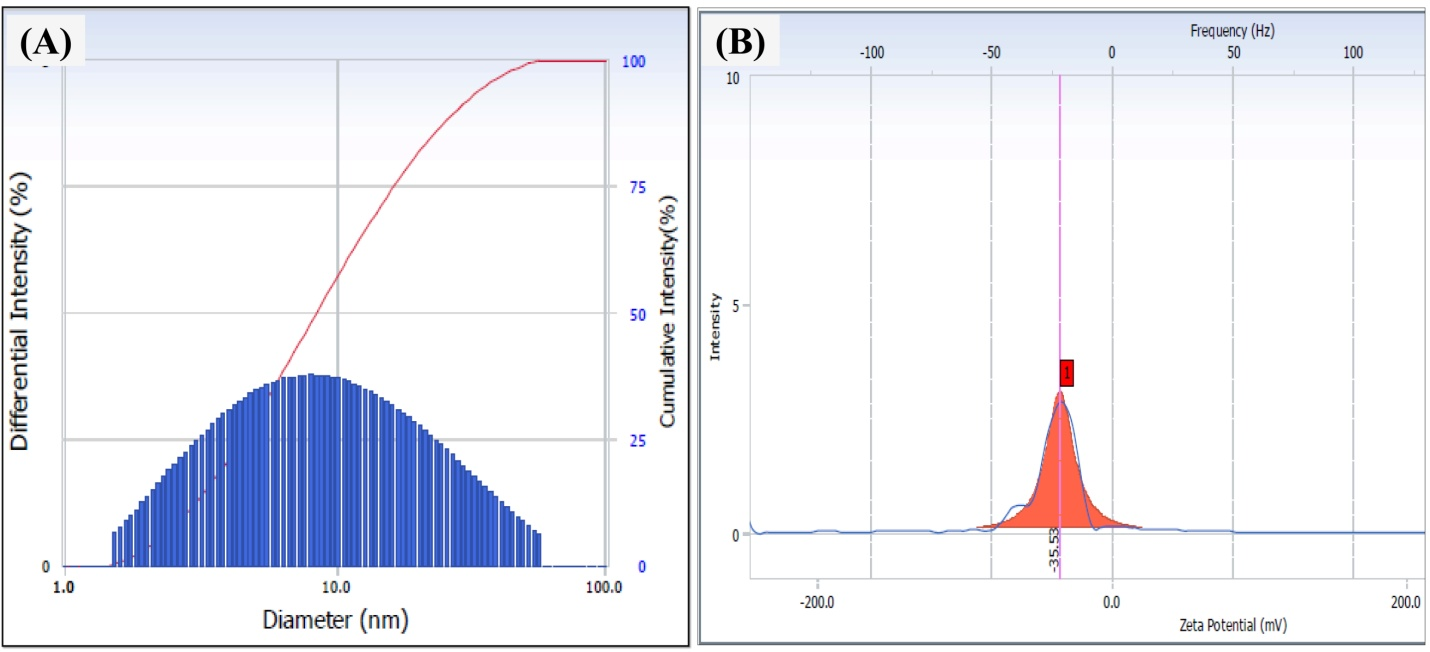 (A)
100
75
50
25
0
0
1.0
10.0
100.0
Differential Intensity (%)
Cumulative Intensity(%)
Diameter (nm)
(B)
Frequency (Hz)
-100
-50
0
50
100
10
5
0
Intensity
1
-35.53
-200.0
0.0
200.0
Zeta Potential (mV)